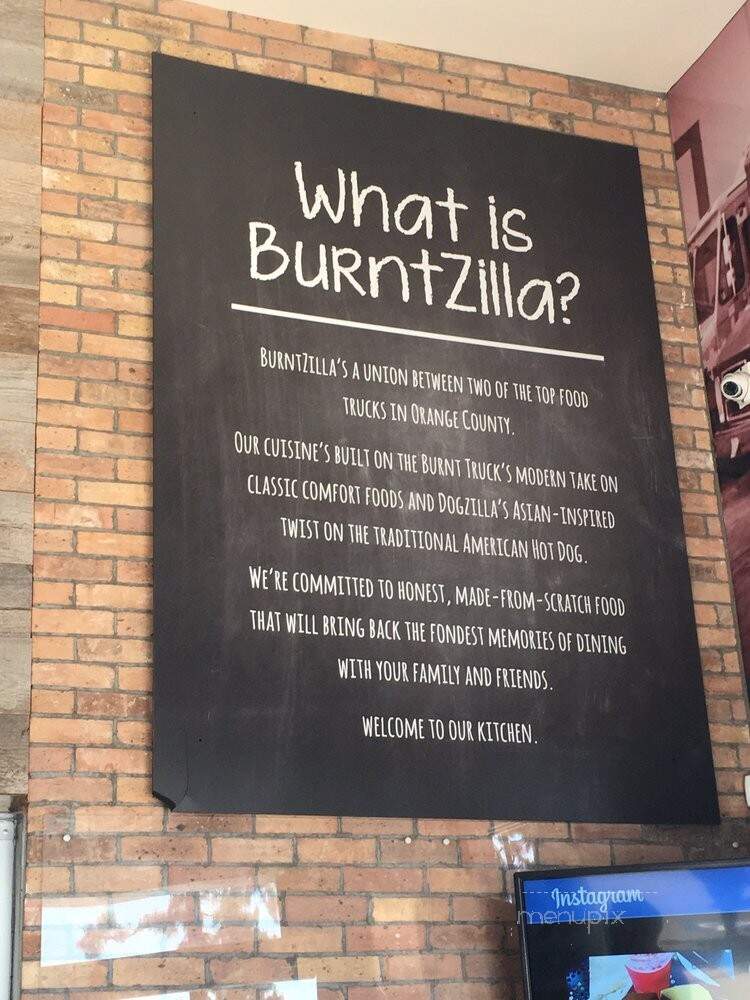 What is
BurntZilla?
BurntZilla's a union between two of the top food
trucks in Orange County.
Our cuisine's built on the Burnt Truck's modern take on
classic comfort foods and Dogzilla's Asian-inspired
twist on the traditional American Hot Dog.
We're committed to honest, made-from-scratch food
that will bring back the fondest memories of dining
with your family and friends.
Welcome to our kitchen.
Instagram
menupix